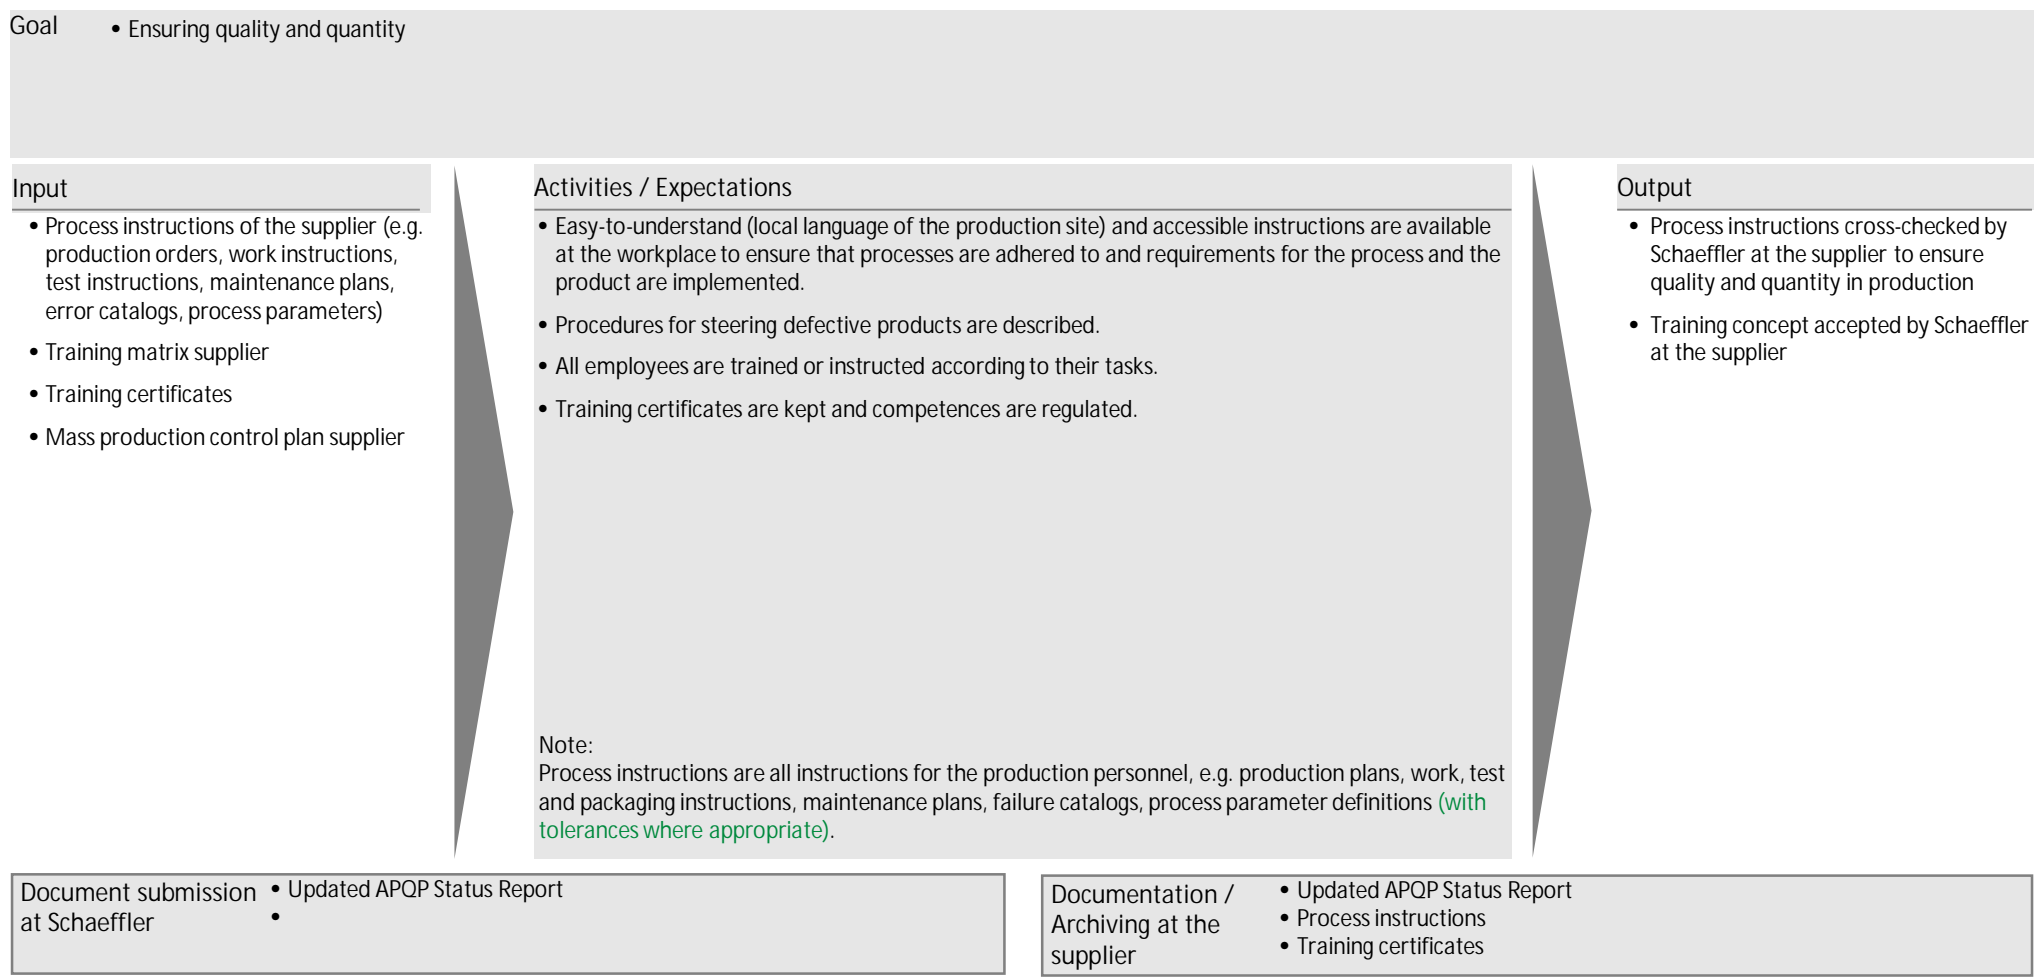 Goal
• Ensuring quality and quantity
Input
• Process instructions of the supplier (e.g.
production orders, work instructions,
test instructions, maintenance plans,
error catalogs, process parameters)
• Training matrix supplier
• Training certificates
• Mass production control plan supplier
Activities / Expectations
• Easy-to-understand (local language of the production site) and accessible instructions are available
at the workplace to ensure that processes are adhered to and requirements for the process and the
product are implemented.
• Procedures for steering defective products are described.
• All employees are trained or instructed according to their tasks.
• Training certificates are kept and competences are regulated.
Note:
Process instructions are all instructions for the production personnel, e.g. production plans, work, test
and packaging instructions, maintenance plans, failure catalogs, process parameter definitions (with
tolerances where appropriate).
Output
• Process instructions cross-checked by
Schaeffler at the supplier to ensure
quality and quantity in production
• Training concept accepted by Schaeffler
at the supplier
Document submission
at Schaeffler
• Updated APQP Status Report
•
Documentation /
Archiving at the
supplier
• Updated APQP Status Report
• Process instructions
• Training certificates